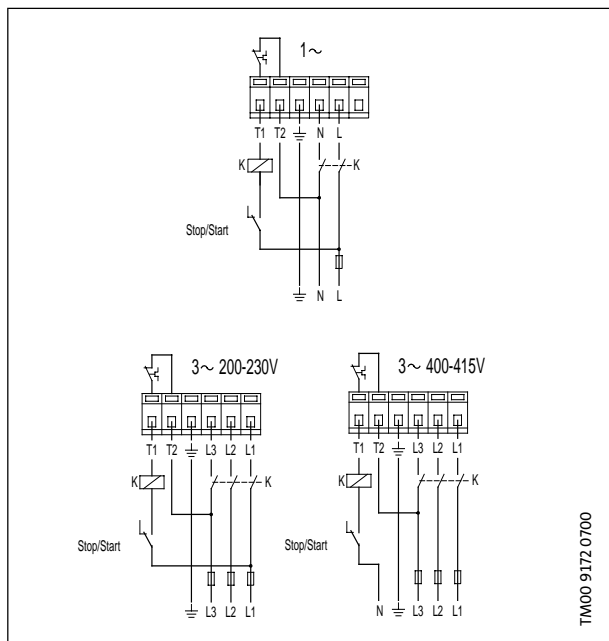 1~
T1 T2 N L
K K
Stop/Start
N L
3~ 200-230V
T1 T2 L3 L2 L1
K K
Stop/Start
L3 L2 L1
3~ 400-415V
T1 T2 L3 L2 L1
K K
Stop/Start
N L3 L2 L1
TM00 9172 0700